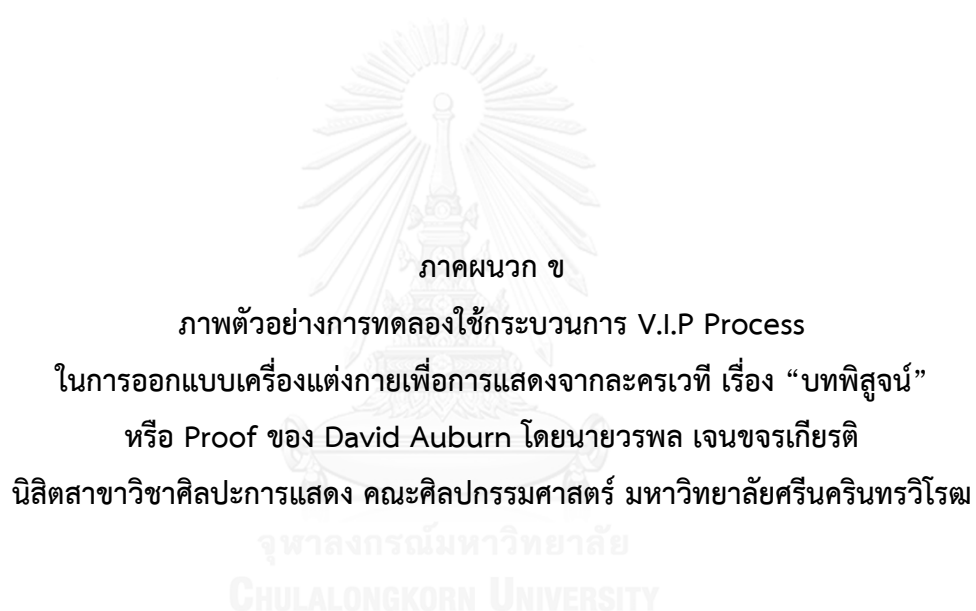 ภาคผนวก ข
ภาพตัวอย่างการทดลองใช้กระบวนการ V.I.P Process
ในการออกแบบเครื่องแต่งกายเพื่อการแสดงจากละครเวที เรื่อง “บทพิสูจน์”
หรือ Proof ของ David Auburn โดยนายวรพล เจนขจรเกียรติ
นิสิตสาขาวิชาศิลปะการแสดง คณะศิลปกรรมศาสตร์ มหาวิทยาลัยศรีนครินทรวิโรฒ
จุฬาลงกรณ์มหาวิทยาลัย
CHULALONGKORN UNIVERSITY